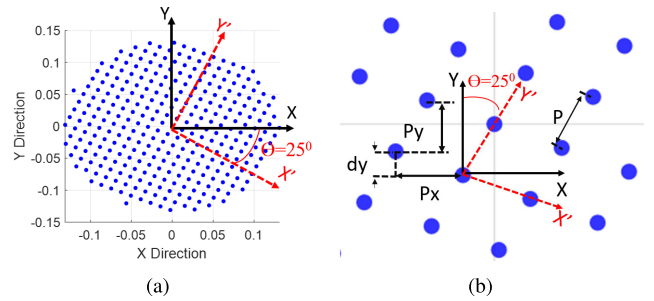 Y
Y'
0.15
0.1
0.05
0
-0.05
-0.1
-0.15
Y Direction
X
Θ=25⁰
X'
-0.1
-0.05
0
0.05
0.1
X Direction
(a)
Y
Θ=25⁰
Y'
Py
P
dy
Px
X
X'
(b)